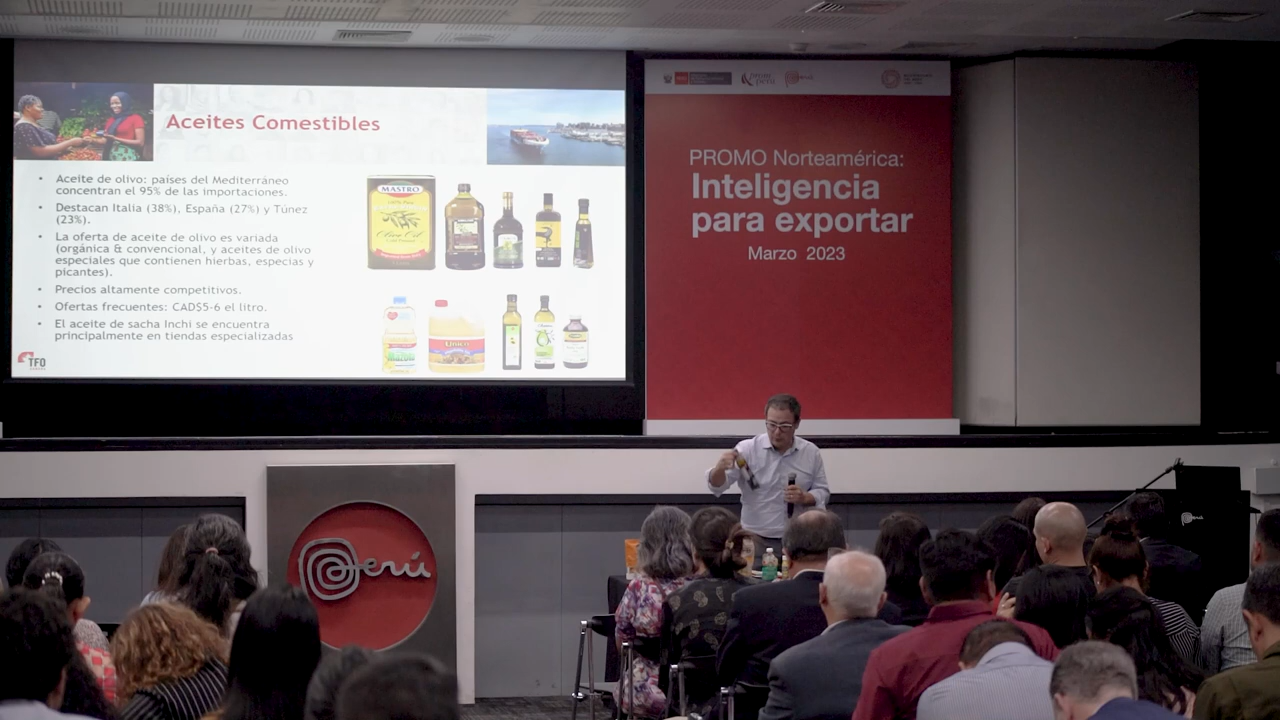 Aceites Comestibles
• Aceite de olivo: países del Mediterráneo
concentran el 95% de las importaciones.
• Destacan Italia (38%), España (27%) y Túnez
(23%).
• La oferta de aceite de olivo es variada
(orgánica & convencional, y aceites de olivo
especiales que contienen hierbas, especias y
picantes).
• Precios altamente competitivos.
• Ofertas frecuentes: CAD$5-6 el litro.
• El aceite de sacha Inchi se encuentra
principalmente en tiendas especializadas
MASTRO
Olive Oil
TFO
PROMO Norteamérica:
Inteligencia
para exportar
Marzo 2023
Perú